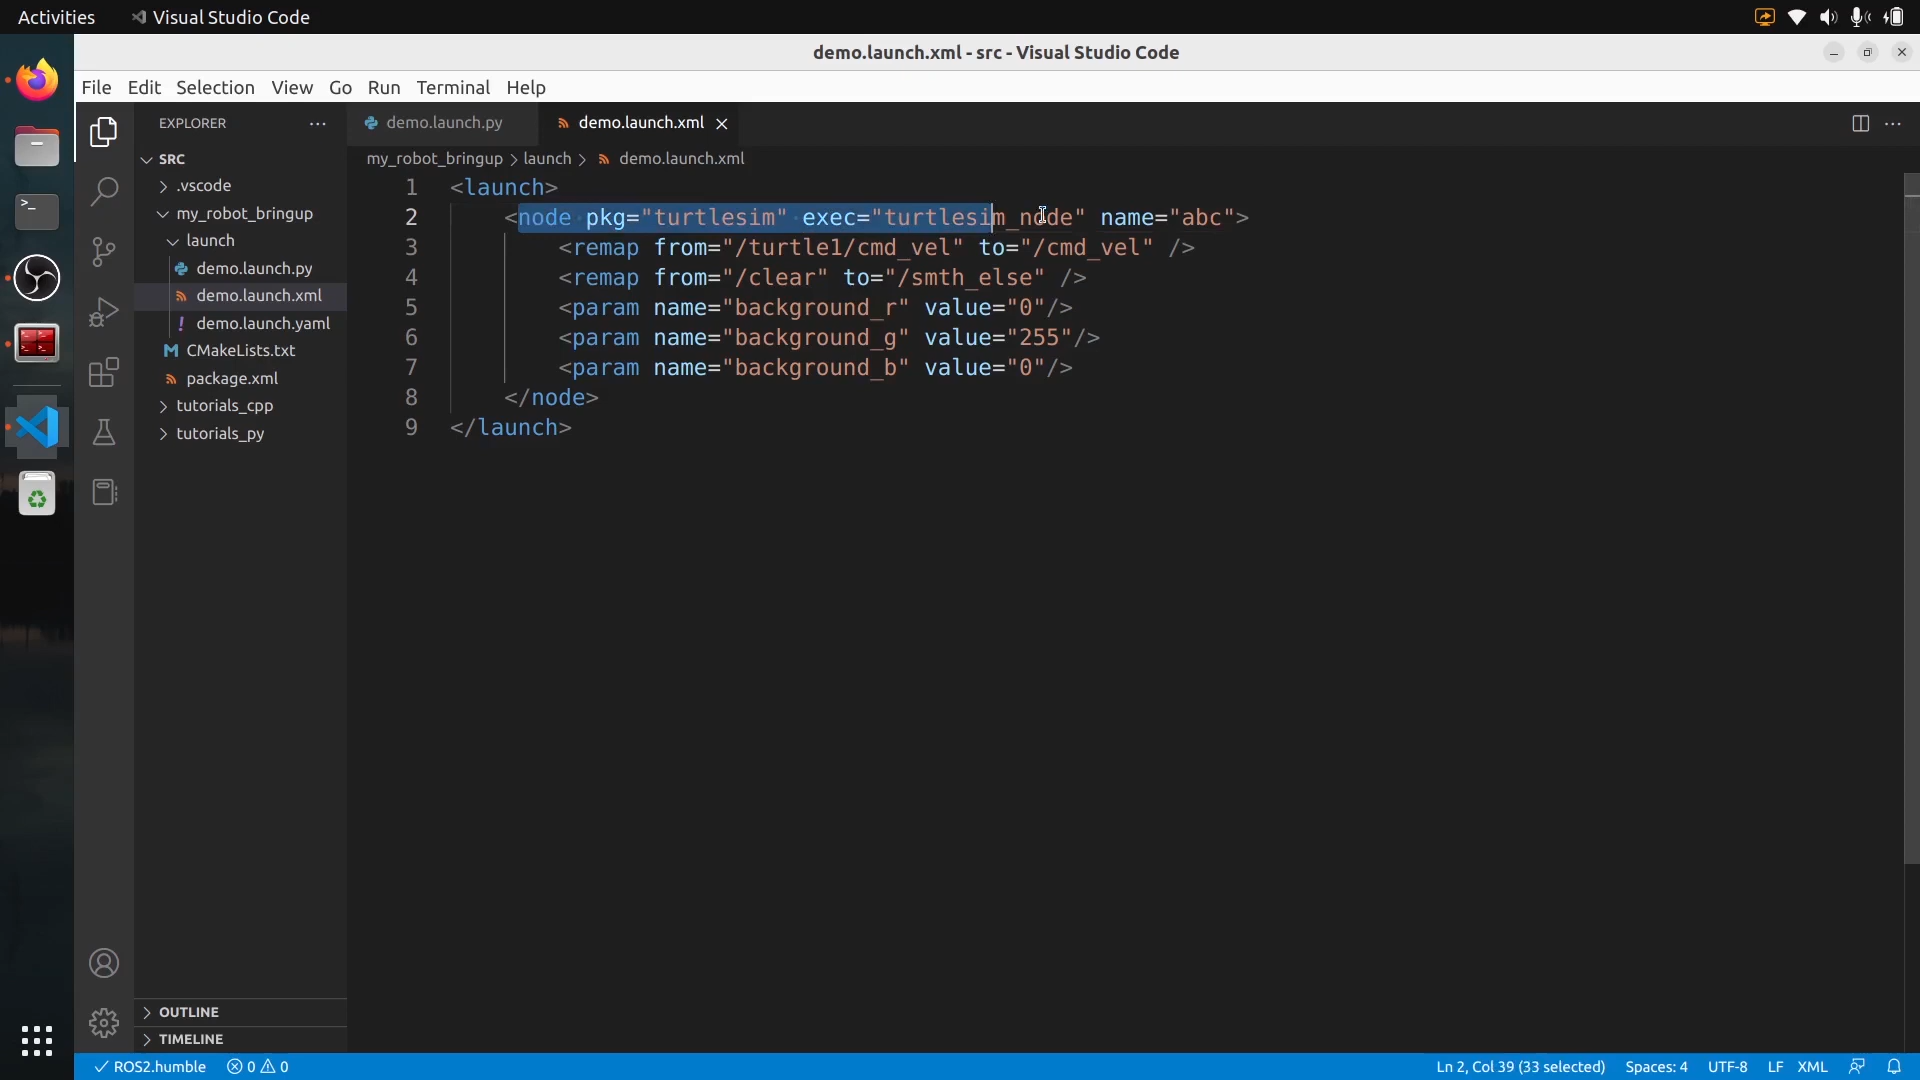 Activities
Visual Studio Code
demo.launch.xml - src - Visual Studio Code
File Edit Selection View Go Run Terminal Help
EXPLORER
SRC
.vscode
my_robot_bringup
launch
demo.launch.py
demo.launch.xml
demo.launch.yaml
CMakeLists.txt
package.xml
tutorials_cpp
tutorials_py
OUTLINE
TIMELINE
demo.launch.py
demo.launch.xml
my_robot_bringup > launch > demo.launch.xml
1 <launch>
2 <node pkg="turtlesim" exec="turtlesim_node" name="abc">
3 <remap from="/turtle1/cmd_vel" to="/cmd_vel" />
4 <remap from="/clear" to="/smth_else" />
5 <param name="background_r" value="0"/>
6 <param name="background_g" value="255"/>
7 <param name="background_b" value="0"/>
8 </node>
9 </launch>
ROS2.humble 0 0
Ln 2, Col 39 (33 selected) Spaces: 4 UTF-8 LF XML